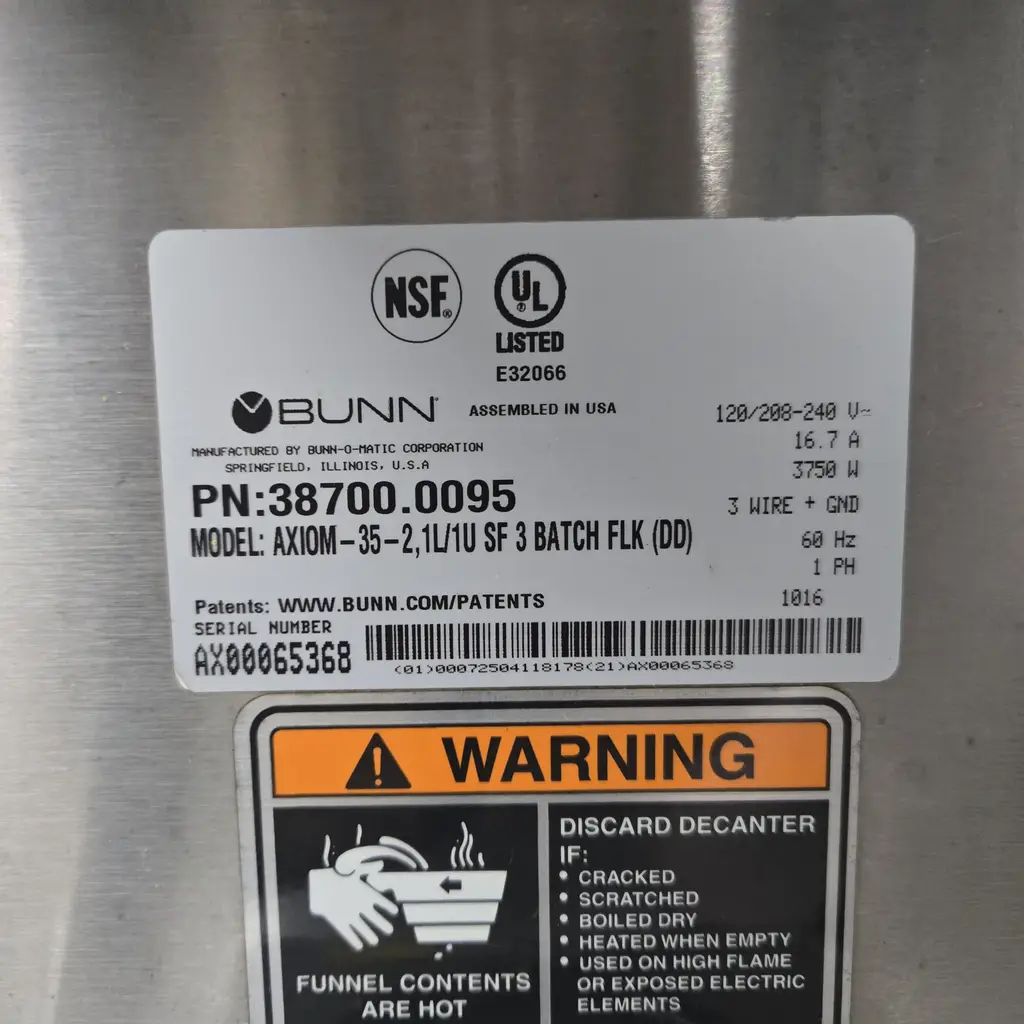 NSF®
UL
LISTED
E32066
BUNN®
ASSEMBLED IN USA
120/208-240 V~
16.7 A
3750 W
3 WIRE + GND
60 Hz
1 PH
1016
MANUFACTURED BY BUNN-O-MATIC CORPORATION
SPRINGFIELD, ILLINOIS, U.S.A
PN:38700.0095
MODEL: AXIOM-35-2,1L/1U SF 3 BATCH FLK (DD)
Patents: WWW.BUNN.COM/PATENTS
SERIAL NUMBER
AX00065368
(01)00072504118178(21)AX00065368
WARNING
FUNNEL CONTENTS
ARE HOT
DISCARD DECANTER
IF:
• CRACKED
• SCRATCHED
• BOILED DRY
• HEATED WHEN EMPTY
• USED ON HIGH FLAME
OR EXPOSED ELECTRIC
ELEMENTS